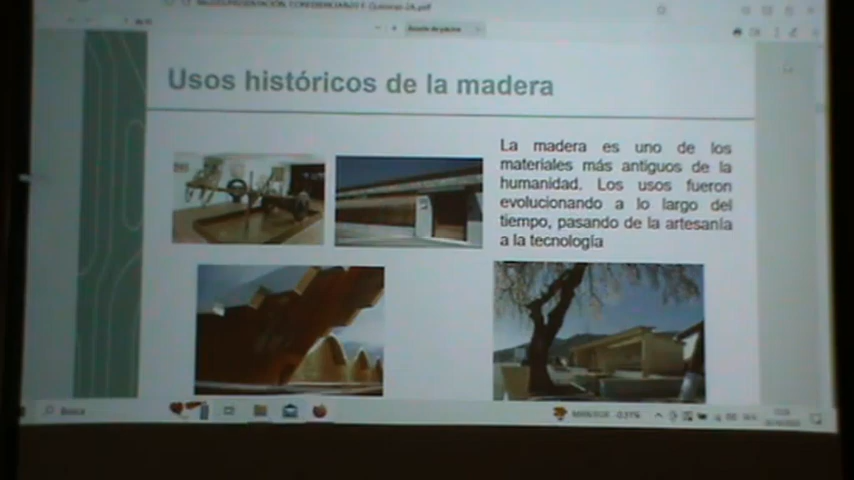 Usos históricos de la madera
La madera es uno de los
materiales más antiguos de la
humanidad. Los usos fueron
evolucionando a lo largo del
tiempo, pasando de la artesanía
a la tecnología
Busca